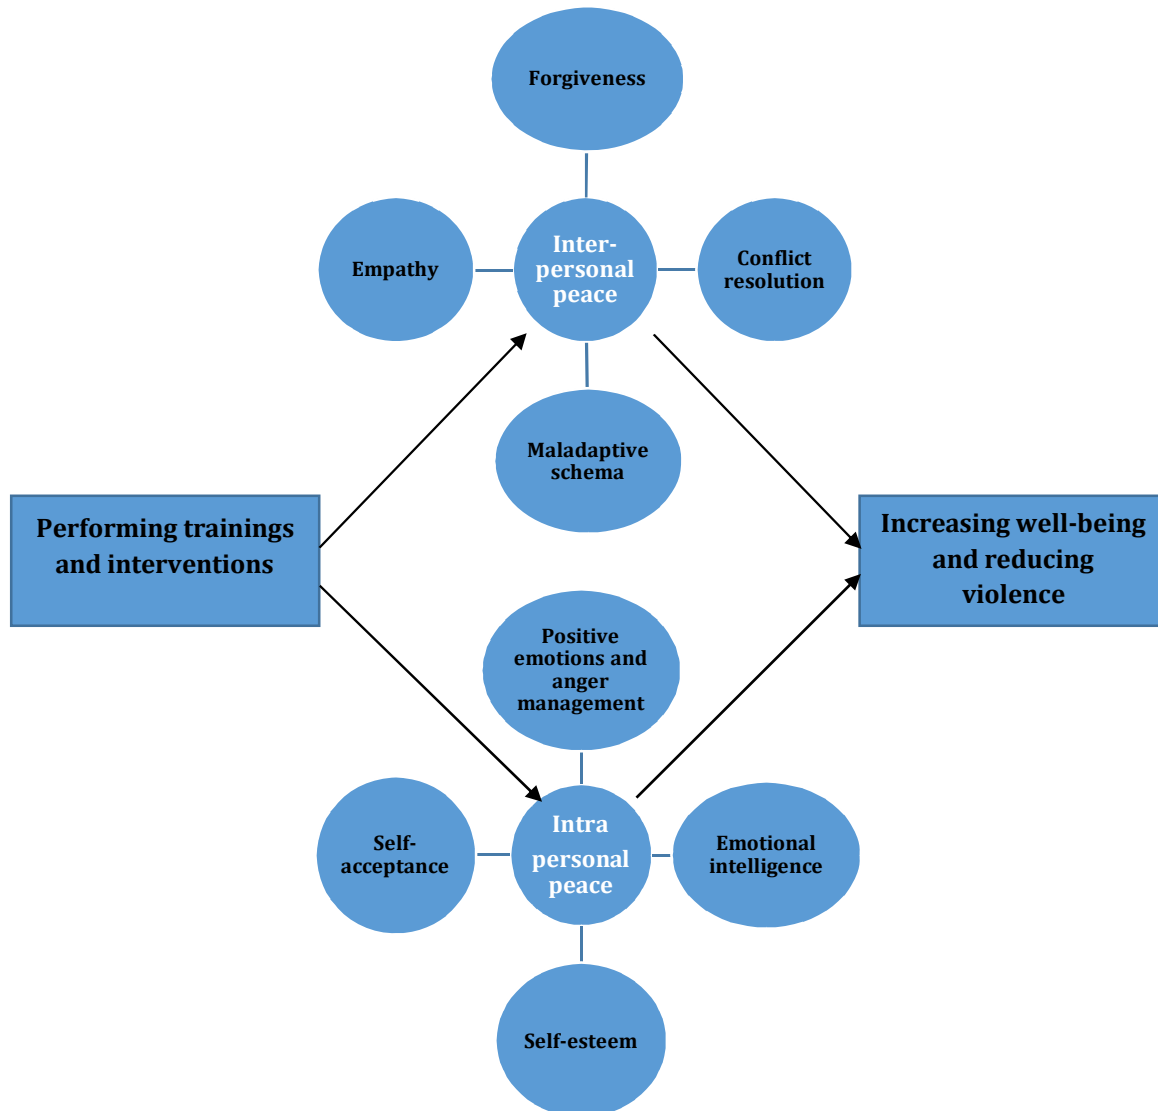 Forgiveness
Inter-
personal
peace
Empathy
Conflict
resolution
Maladaptive
schema
Performing trainings
and interventions
Increasing well-being
and reducing
violence
Positive
emotions and
anger
management
Intra
personal
peace
Self-
acceptance
Emotional
intelligence
Self-esteem